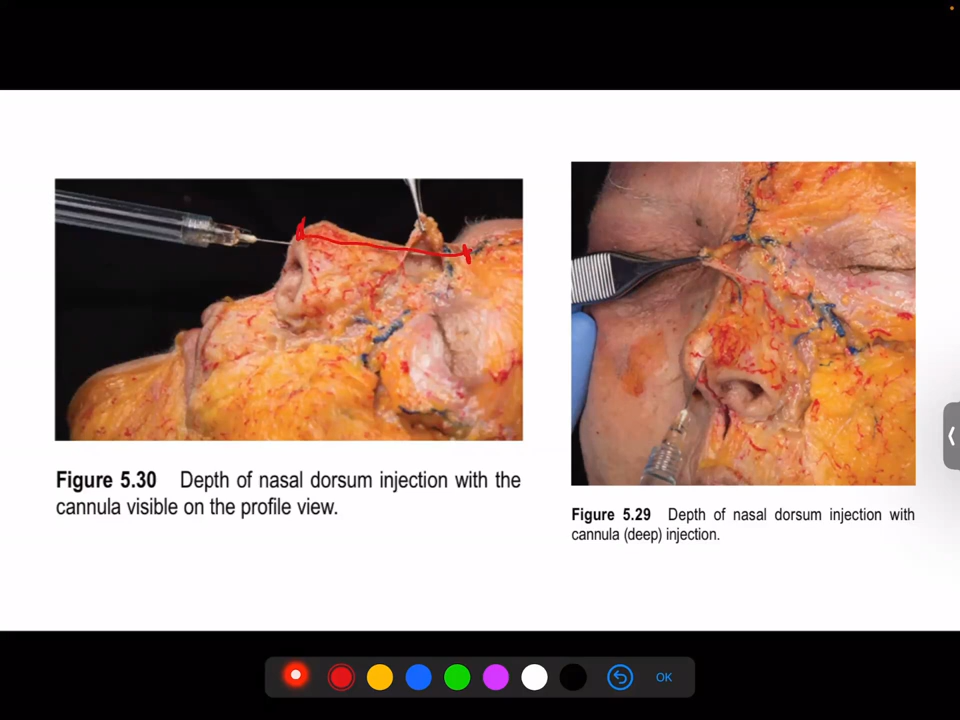 Figure 5.30 Depth of nasal dorsum injection with the
cannula visible on the profile view.
Figure 5.29 Depth of nasal dorsum injection with
cannula (deep) injection.
OK